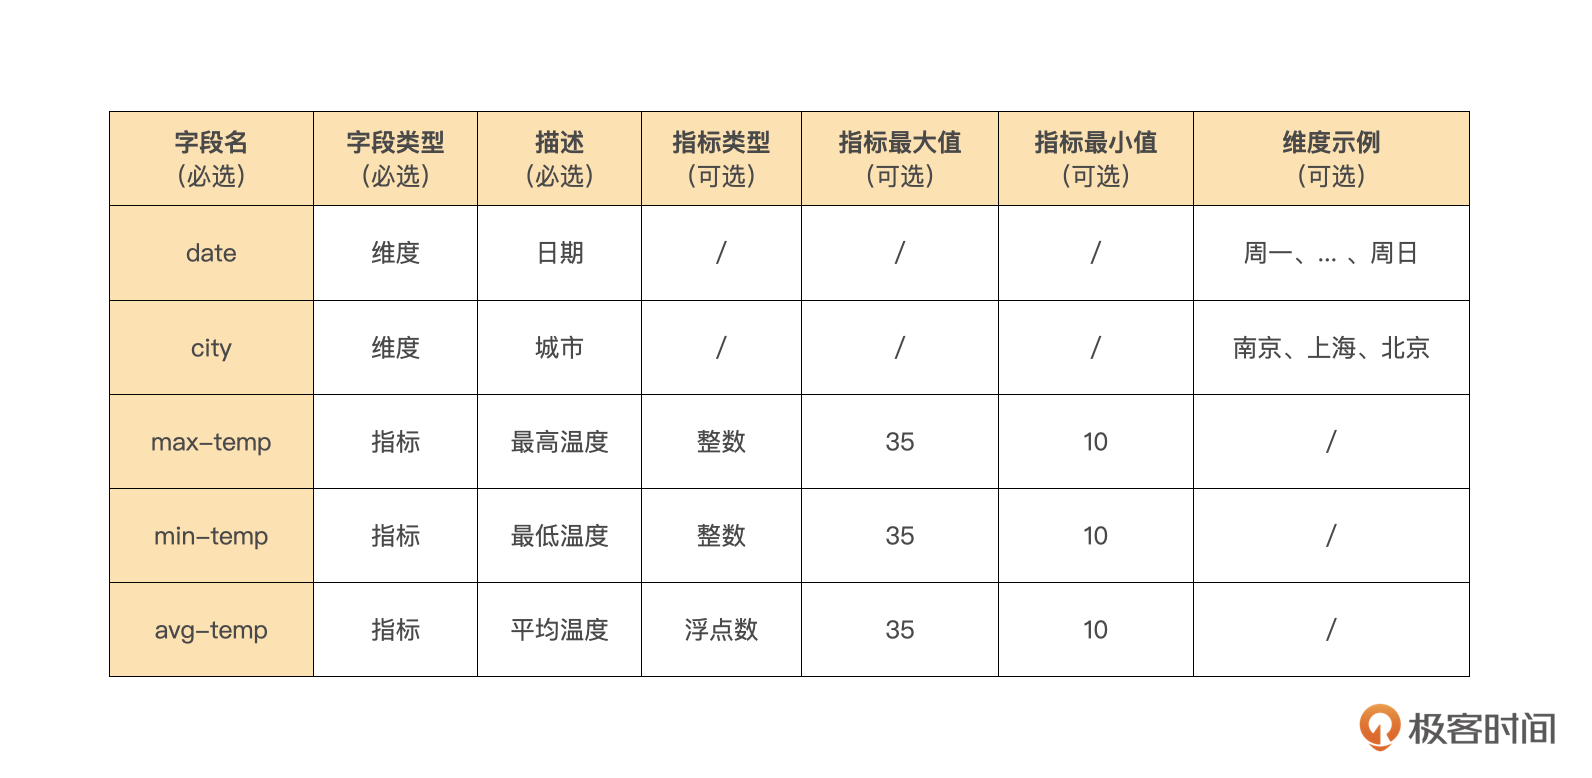 字段名 字段类型 描述 指标类型 指标最大值 指标最小值 维度示例
（必选） （必选） （必选） （可选） （可选） （可选） （可选）
date 维度 日期 / / / 周一、... 、周日
city 维度 城市 / / / 南京、上海、北京
max-temp 指标 最高温度 整数 35 10 /
min-temp 指标 最低温度 整数 35 10 /
avg-temp 指标 平均温度 浮点数 35 10 /
极客时间